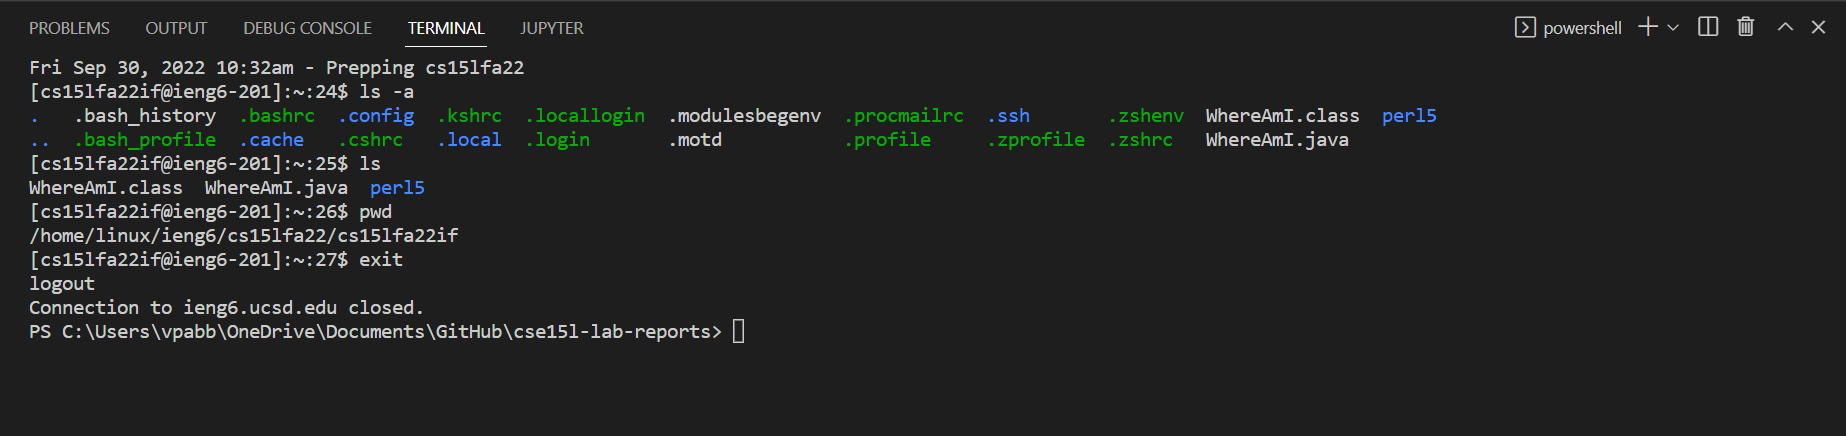 PROBLEMS OUTPUT DEBUG CONSOLE TERMINAL JUPYTER powershell
Fri Sep 30, 2022 10:32am - Prepping cs15lfa22
[cs15lfa22if@ieng6-201]:~:24$ ls -a
. .bash_history .bashrc .config .kshrc .locallogin .modulesbegenv .procmailrc .ssh .zshenv WhereAmI.class perl5
.. .bash_profile .cache .cshrc .local .login .motd .profile .zprofile .zshrc WhereAmI.java
[cs15lfa22if@ieng6-201]:~:25$ ls
WhereAmI.class WhereAmI.java perl5
[cs15lfa22if@ieng6-201]:~:26$ pwd
/home/linux/ieng6/cs15lfa22/cs15lfa22if
[cs15lfa22if@ieng6-201]:~:27$ exit
logout
Connection to ieng6.ucsd.edu closed.
PS C:\Users\vpabb\OneDrive\Documents\GitHub\cse15l-lab-reports>